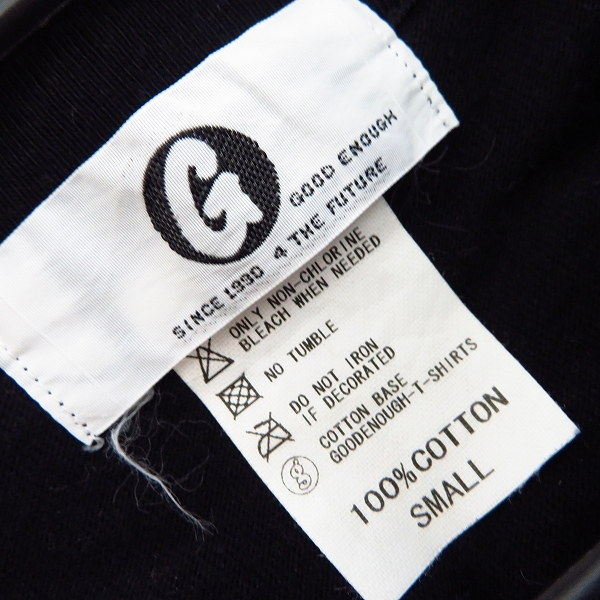 G
GOOD ENOUGH
SINCE 1990 4 THE FUTURE
ONLY NON-CHLORINE
BLEACH WHEN NEEDED
NO TUMBLE
DO NOT IRON
IF DECORATED
COTTON BASE
GOODENOUGH-T-SHIRTS
100%COTTON
SMALL